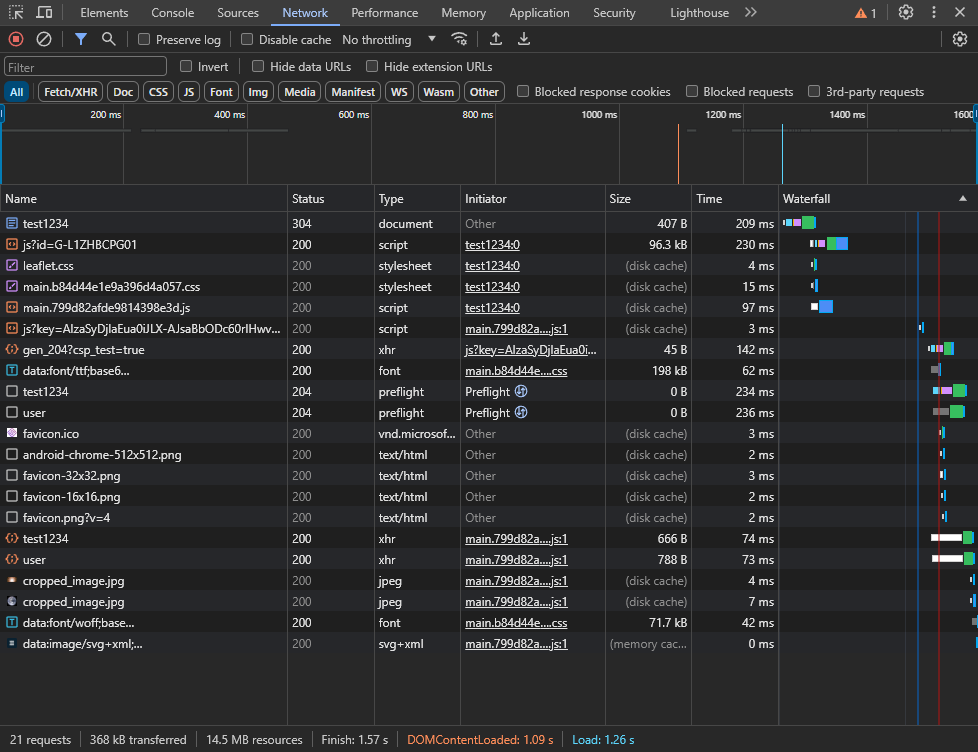 Elements Console Sources Network Performance Memory Application Security Lighthouse 1
Preserve log Disable cache No throttling
Filter Invert Hide data URLs Hide extension URLs
All Fetch/XHR Doc CSS JS Font Img Media Manifest WS Wasm Other Blocked response cookies Blocked requests 3rd-party requests
200 ms 400 ms 600 ms 800 ms 1000 ms 1200 ms 1400 ms 1600
Name Status Type Initiator Size Time Waterfall
test1234 304 document Other 407 B 209 ms
js?id=G-L1ZHBCPG01 200 script test1234:0 96.3 kB 230 ms
leaflet.css 200 stylesheet test1234:0 (disk cache) 4 ms
main.b84d44e1e9a396d4a057.css 200 stylesheet test1234:0 (disk cache) 15 ms
main.799d82afde9814398e3d.js 200 script test1234:0 (disk cache) 97 ms
js?key=AIzaSyDjlaEua0iJLX-AJsaBbODc60rIHwv... 200 script main.799d82a....js:1 (disk cache) 3 ms
gen_204?csp_test=true 200 xhr js?key=AIzaSyDjlaEua0i... 45 B 142 ms
data:font/ttf;base6... 200 font main.b84d44e....css 198 kB 62 ms
test1234 204 preflight Preflight 0 B 234 ms
user 204 preflight Preflight 0 B 236 ms
favicon.ico 200 vnd.microsof... Other (disk cache) 3 ms
android-chrome-512x512.png 200 text/html Other (disk cache) 2 ms
favicon-32x32.png 200 text/html Other (disk cache) 3 ms
favicon-16x16.png 200 text/html Other (disk cache) 2 ms
favicon.png?v=4 200 text/html Other (disk cache) 2 ms
test1234 200 xhr main.799d82a....js:1 666 B 74 ms
user 200 xhr main.799d82a....js:1 788 B 73 ms
cropped_image.jpg 200 jpeg main.799d82a....js:1 (disk cache) 4 ms
cropped_image.jpg 200 jpeg main.799d82a....js:1 (disk cache) 7 ms
data:font/woff;base... 200 font main.b84d44e....css 71.7 kB 42 ms
data:image/svg+xml;... 200 svg+xml main.799d82a....js:1 (memory cac... 0 ms
21 requests 368 kB transferred 14.5 MB resources Finish: 1.57 s DOMContentLoaded: 1.09 s Load: 1.26 s